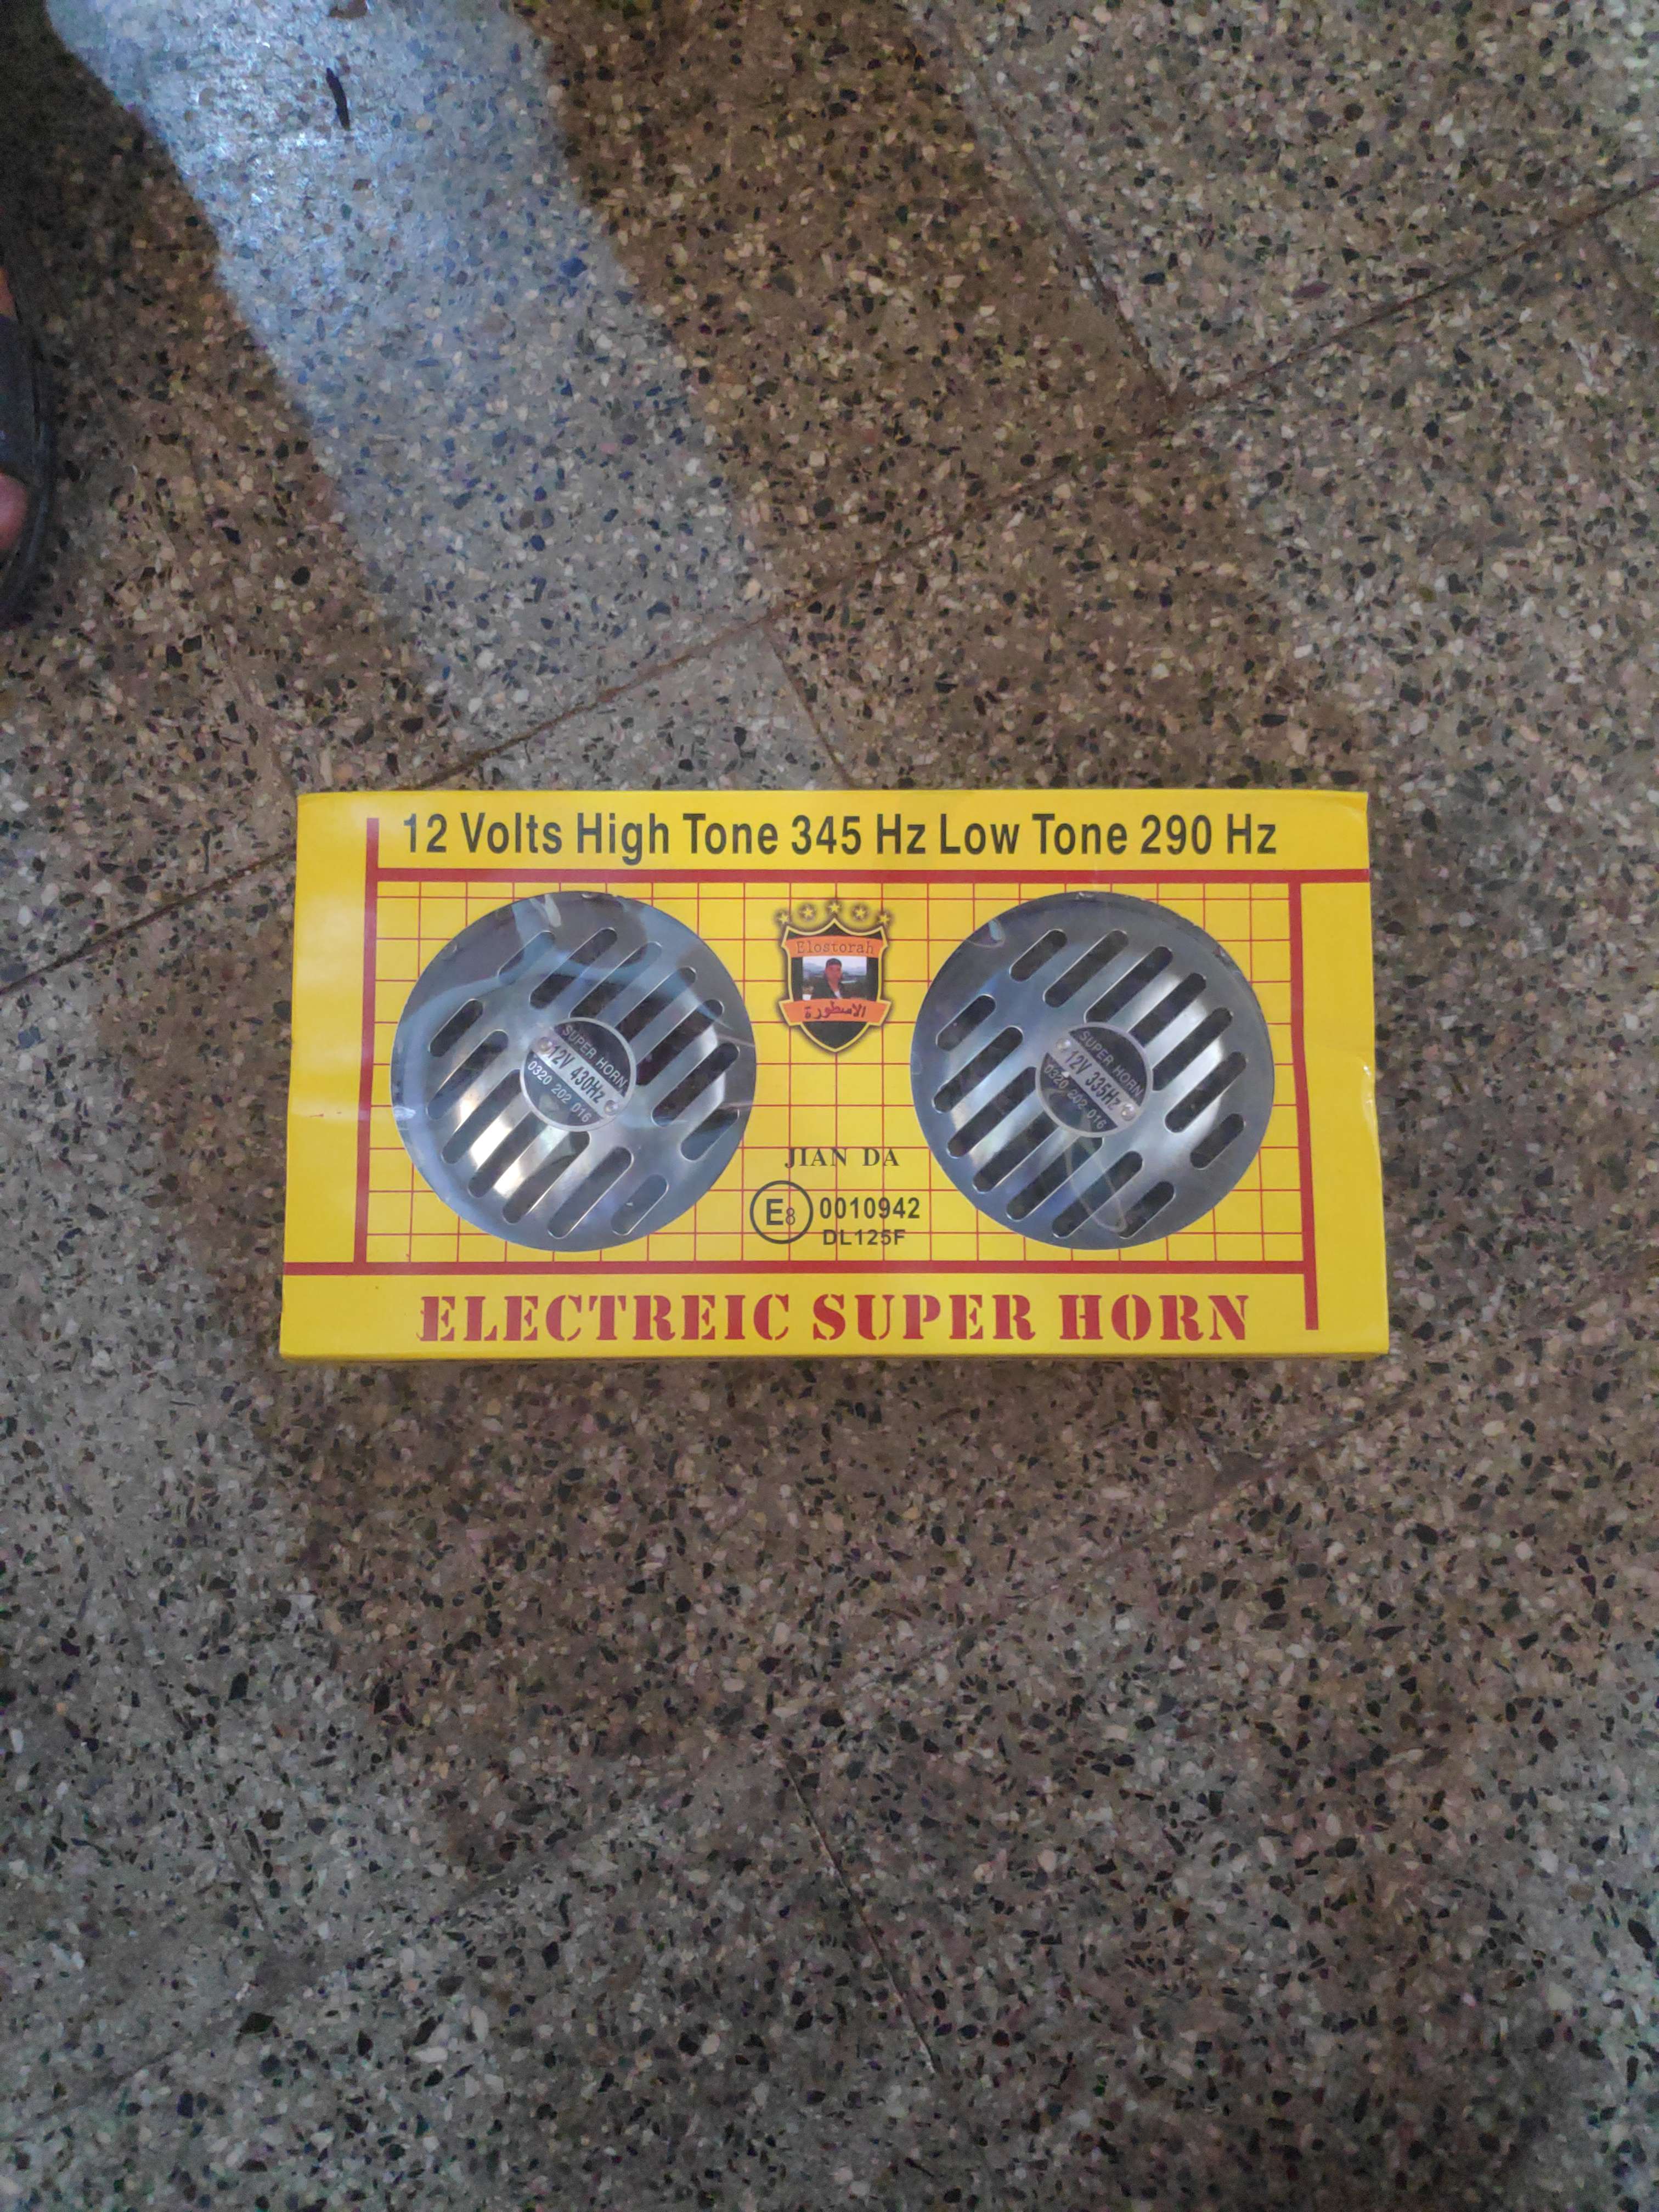 12 Volts High Tone 345 Hz Low Tone 290 Hz
Elostorah
الاسطورة
SUPER HORN
12V 430Hz
0320 202 016
SUPER HORN
12V 335Hz
0320 202 016
JIAN DA
E8 0010942
DL125F
ELECTREIC SUPER HORN